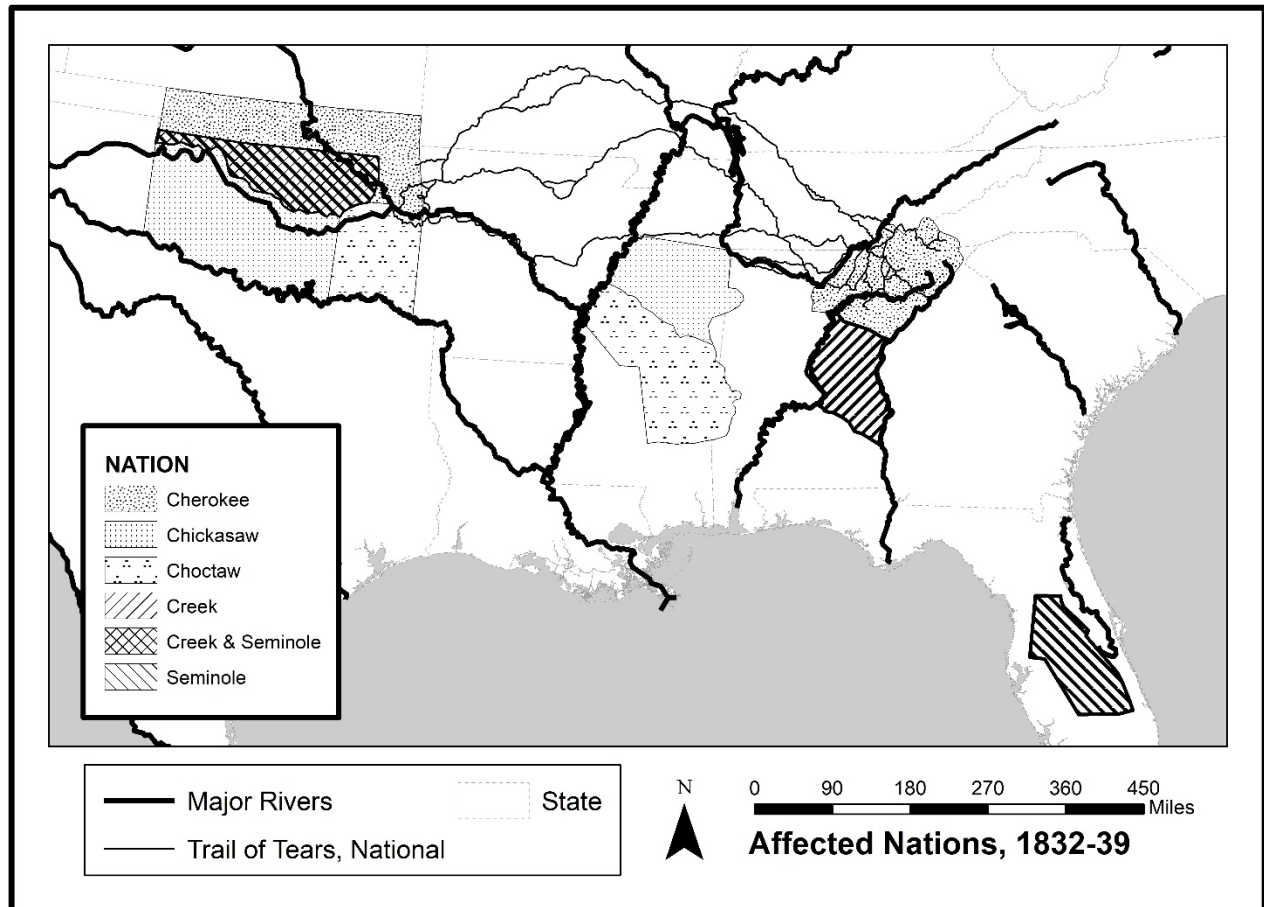 NATION
Cherokee
Chickasaw
Choctaw
Creek
Creek & Seminole
Seminole
Major Rivers
State
Trail of Tears, National
N
0 90 180 270 360 450
Miles
Affected Nations, 1832-39